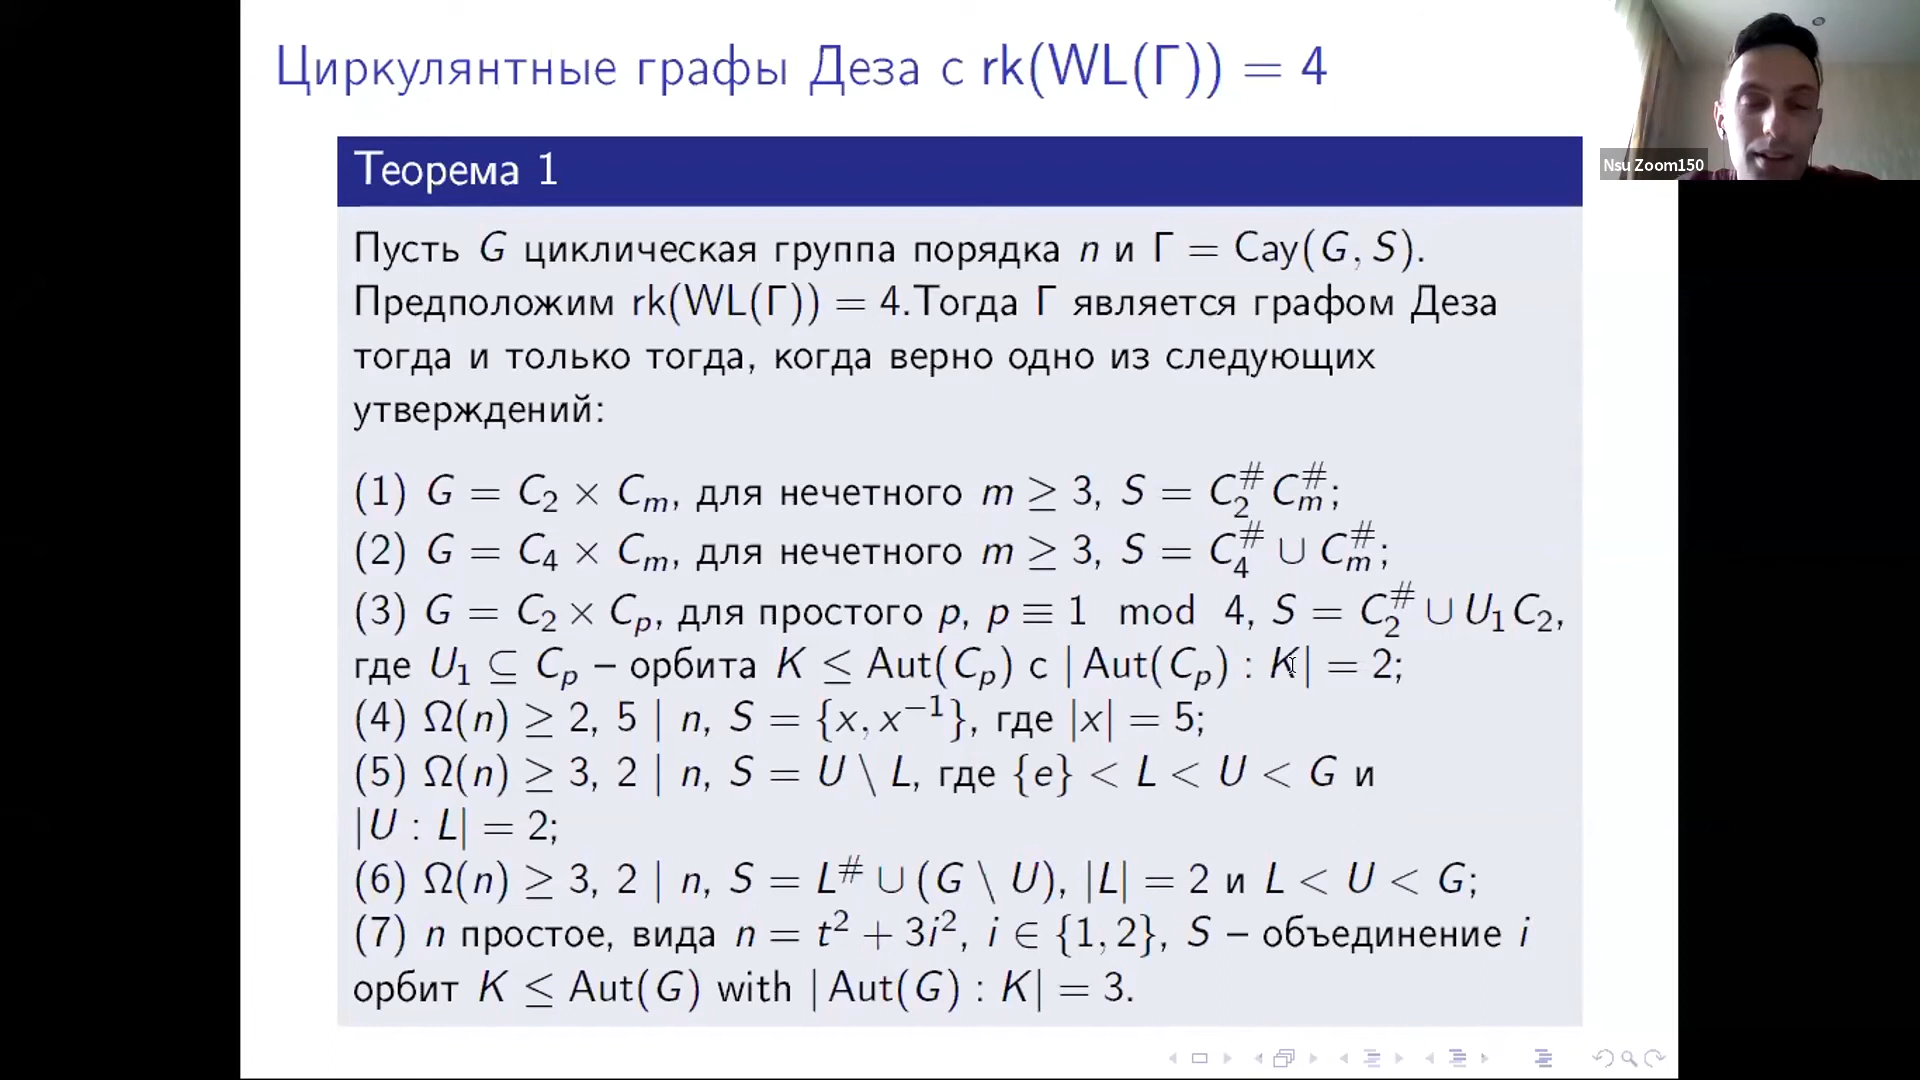 Циркулянтные графы Деза с rk(WL(Γ)) = 4
Nsu Zoom150
Теорема 1
Пусть G циклическая группа порядка n и Γ = Cay(G, S).
Предположим rk(WL(Γ)) = 4.Тогда Γ является графом Деза
тогда и только тогда, когда верно одно из следующих
утверждений:
(1) G = C₂ × Cₘ, для нечетного m ≥ 3, S = C₂^# Cₘ^#;
(2) G = C₄ × Cₘ, для нечетного m ≥ 3, S = C₄^# ∪ Cₘ^#;
(3) G = C₂ × Cₚ, для простого p, p ≡ 1 mod 4, S = C₂^# ∪ U₁C₂,
где U₁ ⊆ Cₚ – орбита K ≤ Aut(Cₚ) с | Aut(Cₚ) : K| = 2;
(4) Ω(n) ≥ 2, 5 | n, S = {x, x⁻¹}, где |x| = 5;
(5) Ω(n) ≥ 3, 2 | n, S = U \ L, где {e} < L < U < G и
|U : L| = 2;
(6) Ω(n) ≥ 3, 2 | n, S = L^# ∪ (G \ U), |L| = 2 и L < U < G;
(7) n простое, вида n = t² + 3i², i ∈ {1, 2}, S – объединение i
орбит K ≤ Aut(G) with | Aut(G) : K| = 3.